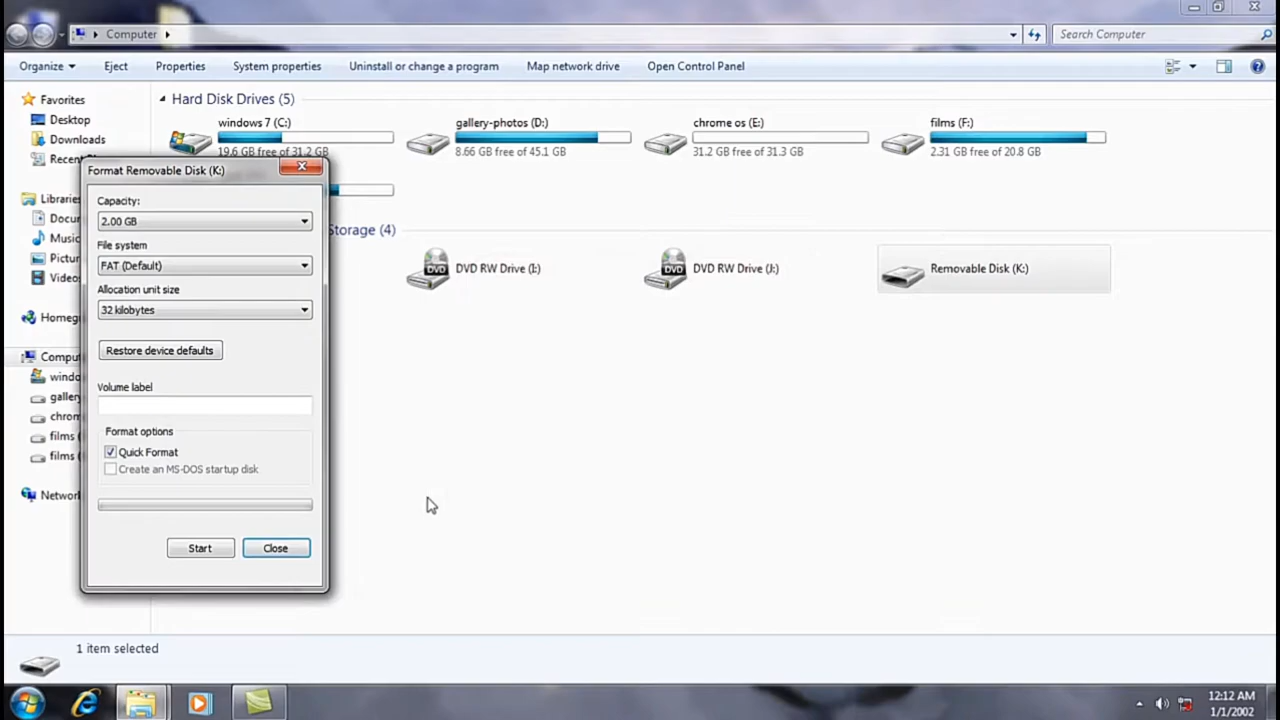 Computer
Search Computer
Organize
Eject
Properties
System properties
Uninstall or change a program
Map network drive
Open Control Panel
Favorites
Desktop
Downloads
Libraries
Music
Homeg
Network
Hard Disk Drives (5)
windows 7 (C:)
19.6 GB free of 31.2 GB
gallery-photos (D:)
8.66 GB free of 45.1 GB
chrome os (E:)
31.2 GB free of 31.3 GB
films (F:)
2.31 GB free of 20.8 GB
Storage (4)
DVD RW Drive (I:)
DVD RW Drive (J:)
Removable Disk (K:)
Format Removable Disk (K:)
Capacity:
2.00 GB
File system
FAT (Default)
Allocation unit size
32 kilobytes
Restore device defaults
Volume label
Format options
Quick Format
Create an MS-DOS startup disk
Start
Close
1 item selected
12:12 AM
1/1/2002